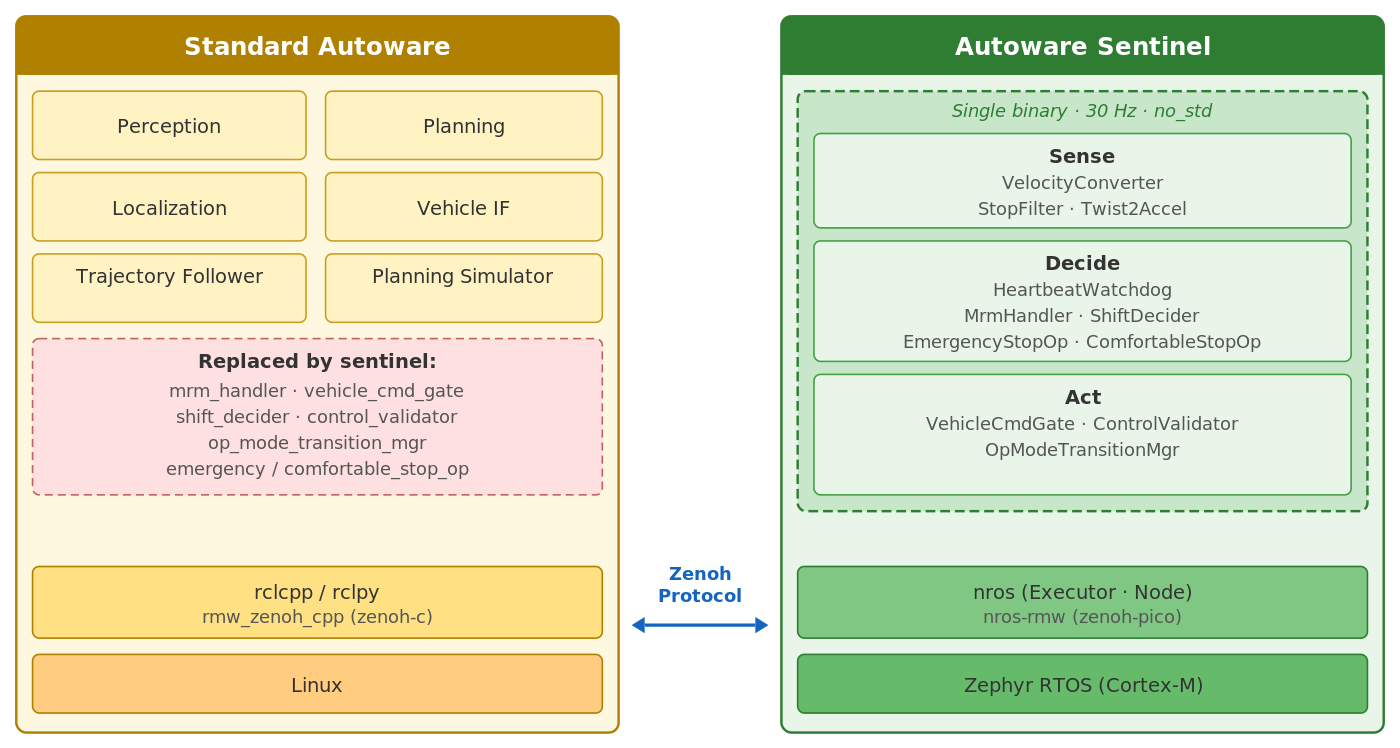 Standard Autoware
Perception
Planning
Localization
Vehicle IF
Trajectory Follower
Planning Simulator
Replaced by sentinel:
mrm_handler · vehicle_cmd_gate
shift_decider · control_validator
op_mode_transition_mgr
emergency / comfortable_stop_op
rclcpp / rclpy
rmw_zenoh_cpp (zenoh-c)
Linux
Zenoh
Protocol
Autoware Sentinel
Single binary · 30 Hz · no_std
Sense
VelocityConverter
StopFilter · Twist2Accel
Decide
HeartbeatWatchdog
MrmHandler · ShiftDecider
EmergencyStopOp · ComfortableStopOp
Act
VehicleCmdGate · ControlValidator
OpModeTransitionMgr
nros (Executor · Node)
nros-rmw (zenoh-pico)
Zephyr RTOS (Cortex-M)